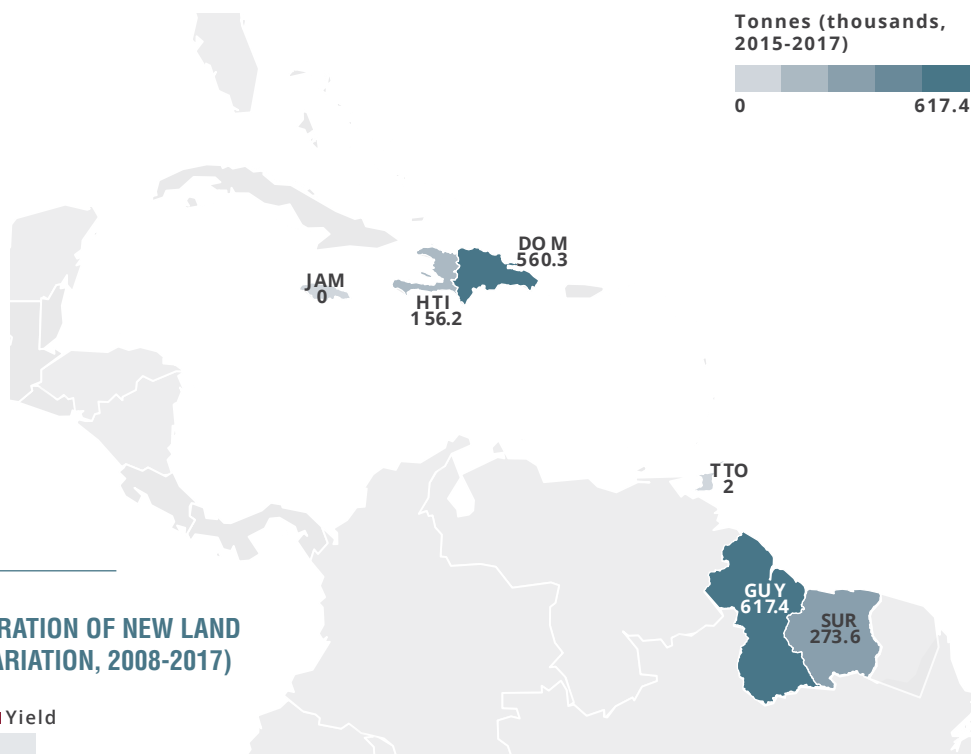 Tonnes (thousands,
2015-2017)
0 617.4
DOM
560.3
JAM
0
HTI
156.2
TTO
2
GUY
617.4
SUR
273.6
RATION OF NEW LAND
ARIATION, 2008-2017)
Yield